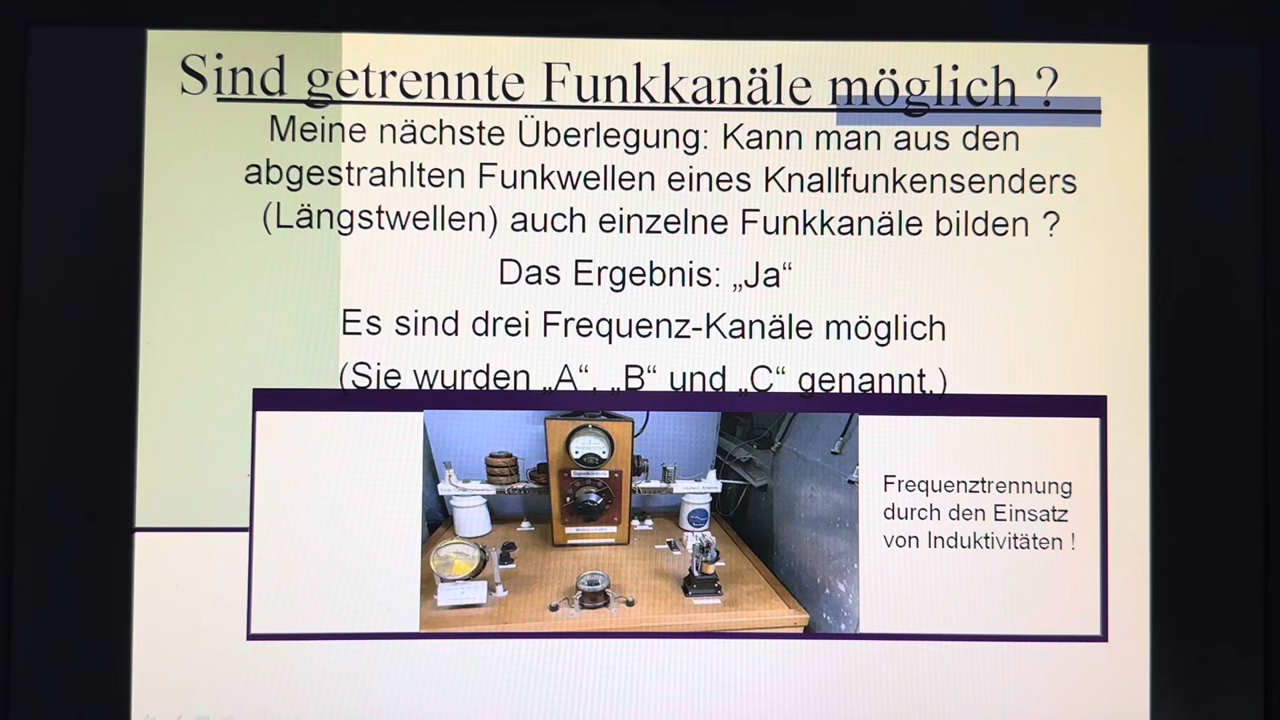 Sind getrennte Funkkanäle möglich ?
Meine nächste Überlegung: Kann man aus den
abgestrahlten Funkwellen eines Knallfunkensenders
(Längstwellen) auch einzelne Funkkanäle bilden ?
Das Ergebnis: „Ja“
Es sind drei Frequenz-Kanäle möglich
(Sie wurden „A“, „B“ und „C“ genannt.)
Frequenztrennung
durch den Einsatz
von Induktivitäten !